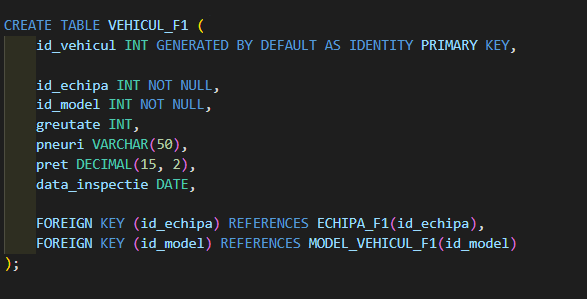 CREATE TABLE VEHICUL_F1 (
id_vehicul INT GENERATED BY DEFAULT AS IDENTITY PRIMARY KEY,
id_echipa INT NOT NULL,
id_model INT NOT NULL,
greutate INT,
pneuri VARCHAR(50),
pret DECIMAL(15, 2),
data_inspectie DATE,
FOREIGN KEY (id_echipa) REFERENCES ECHIPA_F1(id_echipa),
FOREIGN KEY (id_model) REFERENCES MODEL_VEHICUL_F1(id_model)
);